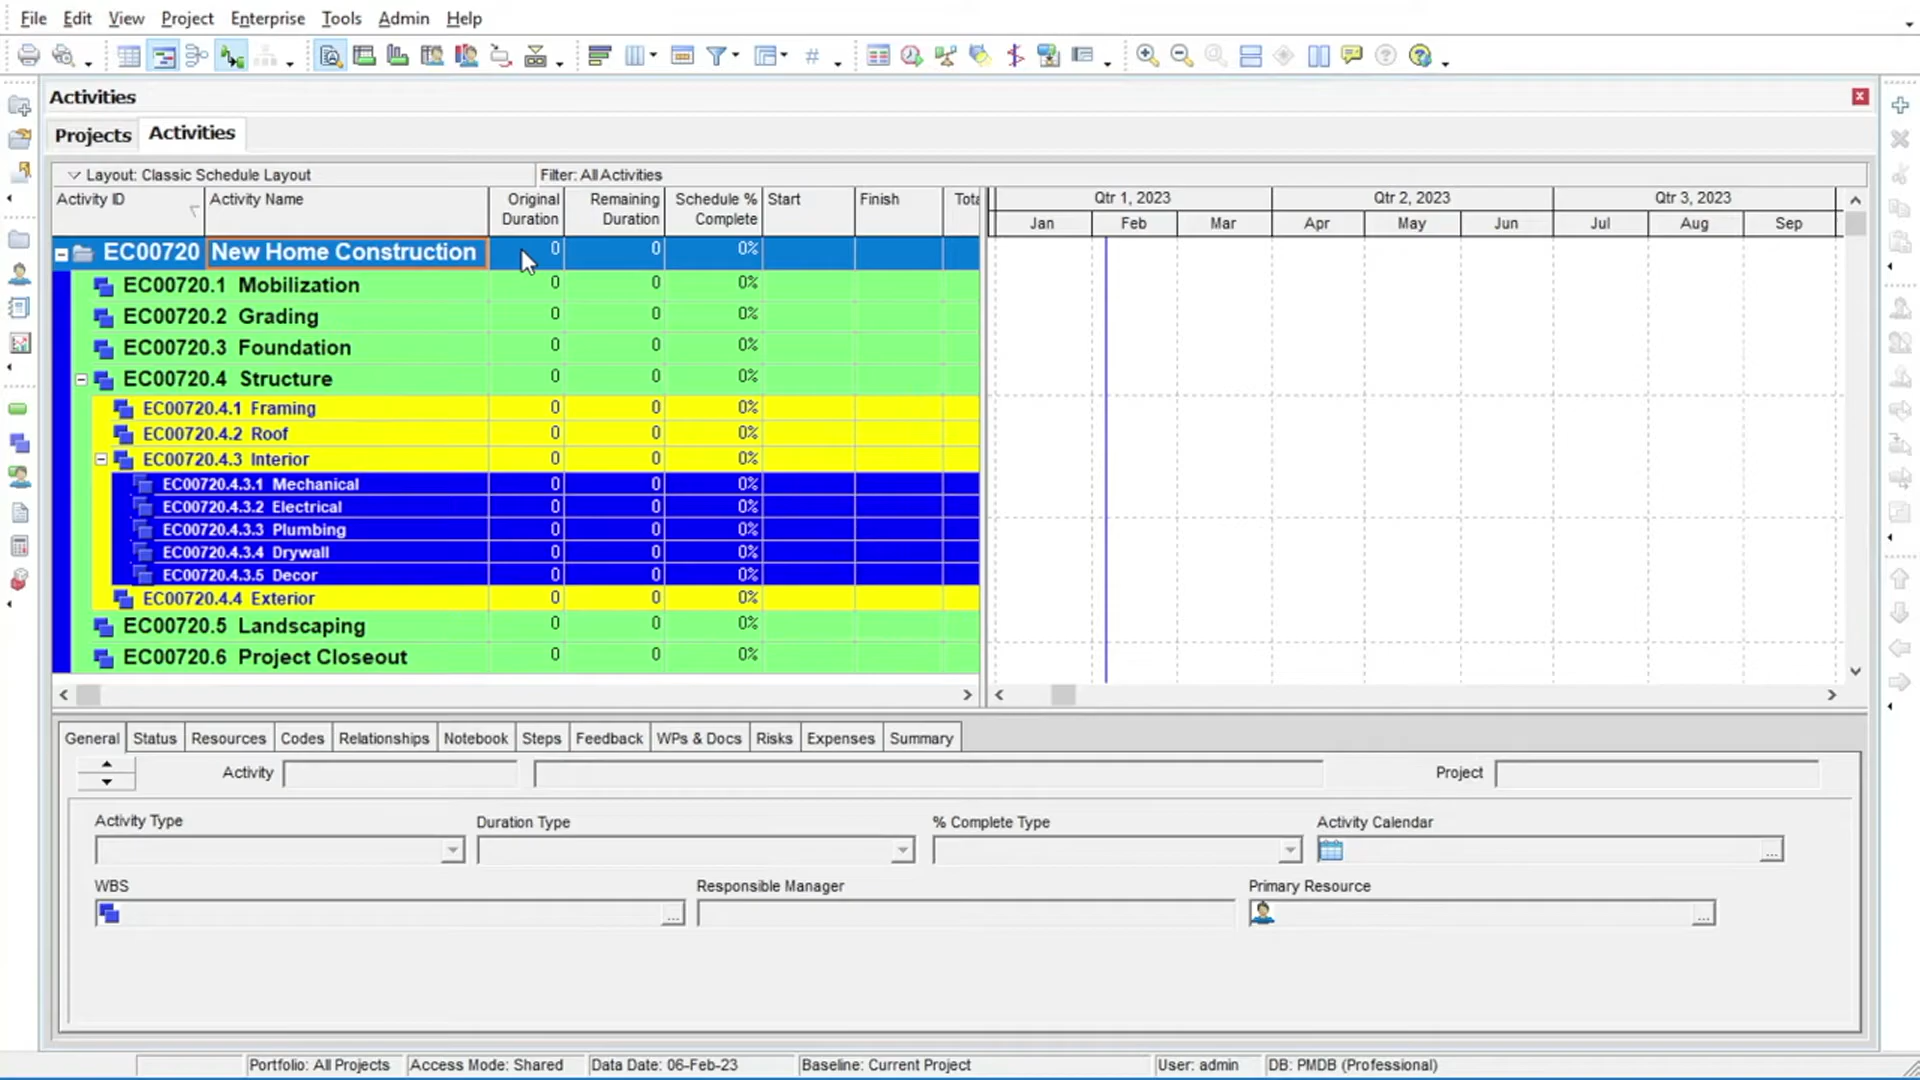 File Edit View Project Enterprise Tools Admin Help
Activities
Projects Activities
Layout: Classic Schedule Layout Filter: All Activities
Activity ID Activity Name Original Duration Remaining Duration Schedule % Complete Start Finish Tota Qtr 1, 2023 Qtr 2, 2023 Qtr 3, 2023
Jan Feb Mar Apr May Jun Jul Aug Sep
EC00720 New Home Construction 0 0 0%
EC00720.1 Mobilization 0 0 0%
EC00720.2 Grading 0 0 0%
EC00720.3 Foundation 0 0 0%
EC00720.4 Structure 0 0 0%
EC00720.4.1 Framing 0 0 0%
EC00720.4.2 Roof 0 0 0%
EC00720.4.3 Interior 0 0 0%
EC00720.4.3.1 Mechanical 0 0 0%
EC00720.4.3.2 Electrical 0 0 0%
EC00720.4.3.3 Plumbing 0 0 0%
EC00720.4.3.4 Drywall 0 0 0%
EC00720.4.3.5 Decor 0 0 0%
EC00720.4.4 Exterior 0 0 0%
EC00720.5 Landscaping 0 0 0%
EC00720.6 Project Closeout 0 0 0%
General Status Resources Codes Relationships Notebook Steps Feedback WPs & Docs Risks Expenses Summary
Activity Project
Activity Type Duration Type % Complete Type Activity Calendar
WBS Responsible Manager Primary Resource
Portfolio: All Projects Access Mode: Shared Data Date: 06-Feb-23 Baseline: Current Project User: admin DB: PMDB (Professional)